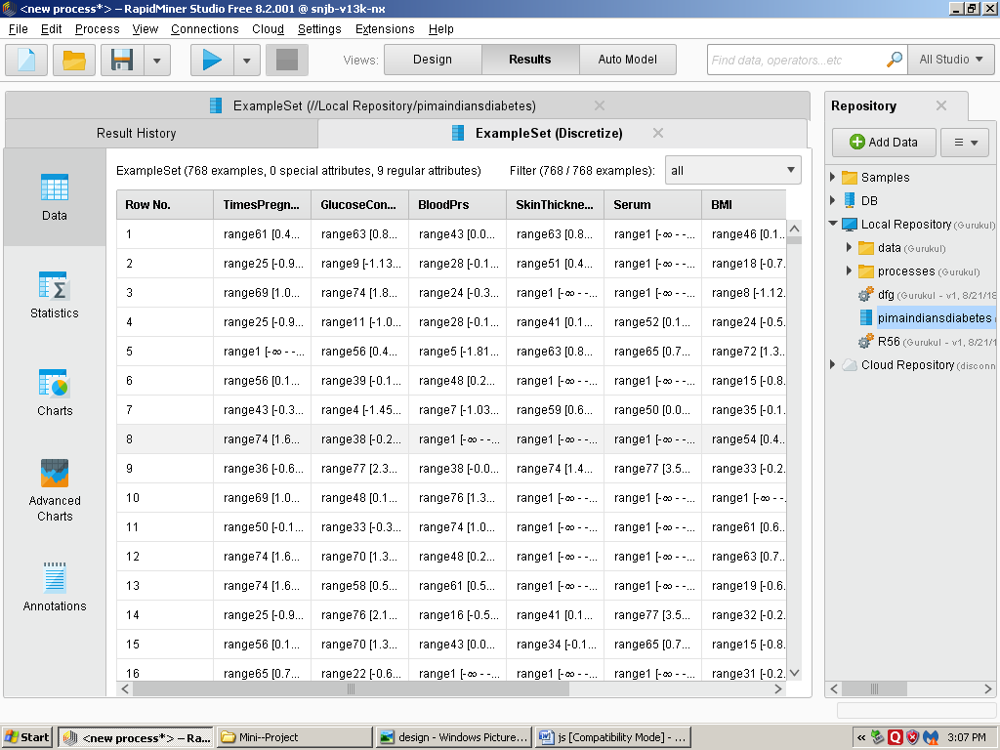 <new process*> – RapidMiner Studio Free 8.2.001 @ snjb-v13k-nx
File Edit Process View Connections Cloud Settings Extensions Help
Views: Design Results Auto Model Find data, operators...etc All Studio
ExampleSet (//Local Repository/pimaindiansdiabetes)
Result History ExampleSet (Discretize)
ExampleSet (768 examples, 0 special attributes, 9 regular attributes) Filter (768 / 768 examples): all
Row No. TimesPregn... GlucoseCon... BloodPrs SkinThickne... Serum BMI
1 range61 [0.4... range63 [0.8... range43 [0.0... range63 [0.8... range1 [-∞ - -... range46 [0.1...
2 range25 [-0.9... range9 [-1.13... range28 [-0.1... range51 [0.4... range1 [-∞ - -... range18 [-0.7...
3 range69 [1.0... range74 [1.8... range24 [-0.3... range1 [-∞ - -... range1 [-∞ - -... range8 [-1.12...
4 range25 [-0.9... range11 [-1.0... range28 [-0.1... range41 [0.1... range52 [0.1... range24 [-0.5...
5 range1 [-∞ - -... range56 [0.4... range5 [-1.81... range63 [0.8... range65 [0.7... range72 [1.3...
6 range56 [0.1... range39 [-0.1... range48 [0.2... range1 [-∞ - -... range1 [-∞ - -... range15 [-0.8...
7 range43 [-0.3... range4 [-1.45... range7 [-1.03... range59 [0.6... range50 [0.0... range35 [-0.1...
8 range74 [1.6... range38 [-0.2... range1 [-∞ - -... range1 [-∞ - -... range1 [-∞ - -... range54 [0.4...
9 range36 [-0.6... range77 [2.3... range38 [-0.0... range74 [1.4... range77 [3.5... range33 [-0.2...
10 range69 [1.0... range48 [0.1... range76 [1.3... range1 [-∞ - -... range1 [-∞ - -... range1 [-∞ - -...
11 range50 [-0.1... range33 [-0.3... range74 [1.0... range1 [-∞ - -... range1 [-∞ - -... range61 [0.6...
12 range74 [1.6... range70 [1.3... range48 [0.2... range1 [-∞ - -... range1 [-∞ - -... range63 [0.7...
13 range74 [1.6... range58 [0.5... range61 [0.5... range1 [-∞ - -... range1 [-∞ - -... range19 [-0.6...
14 range25 [-0.9... range76 [2.1... range16 [-0.5... range41 [0.1... range77 [3.5... range32 [-0.2...
15 range56 [0.1... range70 [1.3... range43 [0.0... range34 [-0.1... range65 [0.7... range15 [-0.8...
16 range65 [0.7... range22 [-0.6... range1 [-∞ - -... range1 [-∞ - -... range1 [-∞ - -... range31 [-0.2...
Data
Statistics
Charts
Advanced
Charts
Annotations
Repository
Add Data
Samples
DB
Local Repository (Gurukul)
data (Gurukul)
processes (Gurukul)
dfg (Gurukul - v1, 8/21/18
pimaindiansdiabetes
R56 (Gurukul - v1, 8/21/1
Cloud Repository (disconn
Start <new process*> – Ra... Mini--Project design - Windows Picture... js [Compatibility Mode] - ... « 3:07 PM